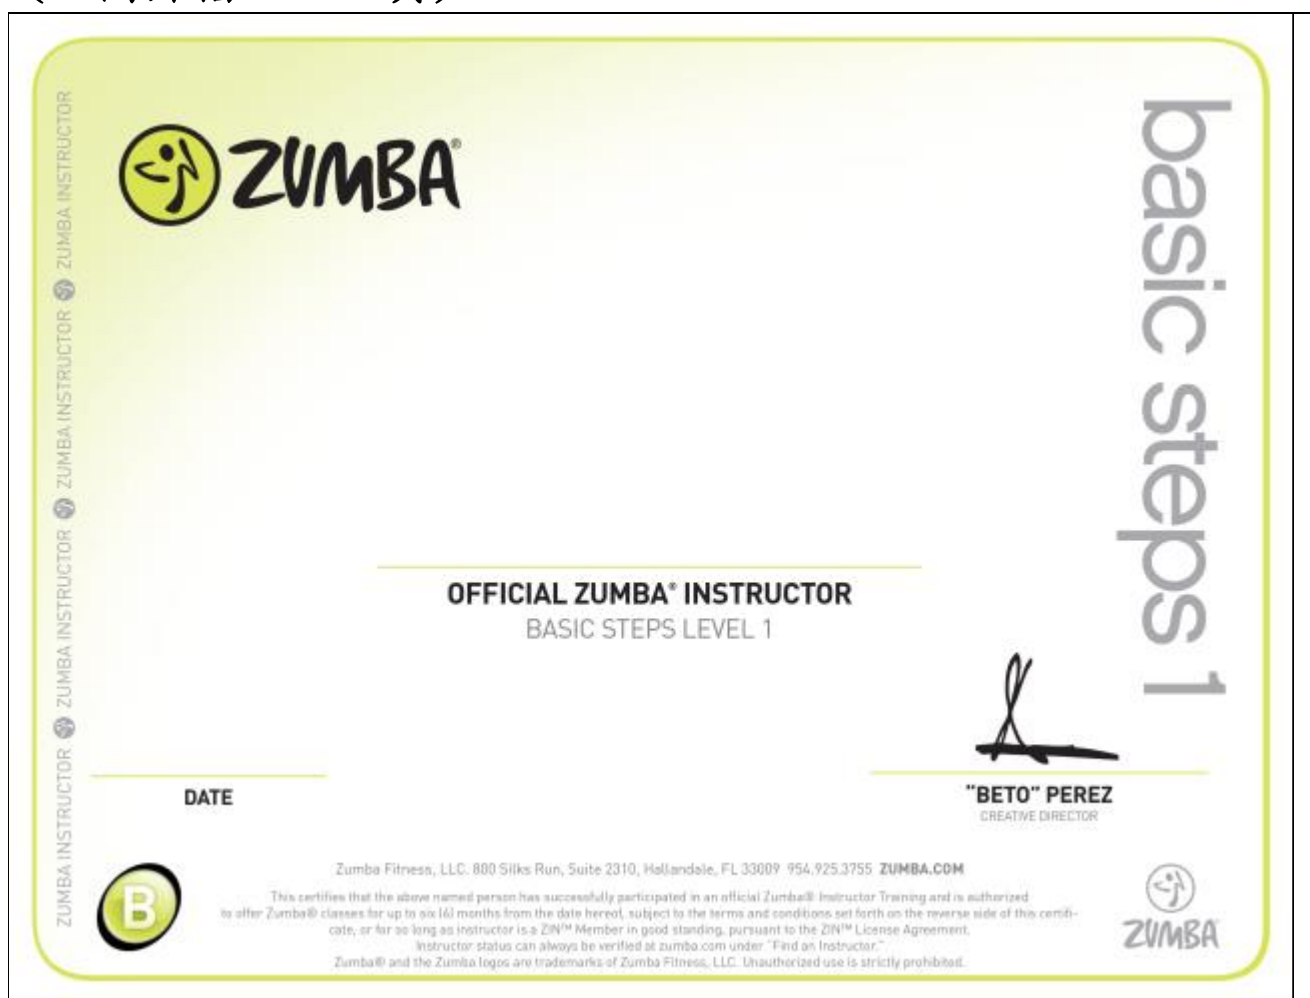 ZUMBA INSTRUCTOR ZUMBA INSTRUCTOR ZUMBA INSTRUCTOR ZUMBA INSTRUCTOR
ZUMBA®
basic steps 1
OFFICIAL ZUMBA® INSTRUCTOR
BASIC STEPS LEVEL 1
DATE
"BETO" PEREZ
CREATIVE DIRECTOR
B
Zumba Fitness, LLC. 800 Silks Run, Suite 2310, Hallandale, FL 33009 954.925.3755 ZUMBA.COM
This certifies that the above named person has successfully participated in an official Zumba® Instructor Training and is authorized
to offer Zumba® classes for up to six (6) months from the date hereof, subject to the terms and conditions set forth on the reverse side of this certifi-
cate, or for so long as instructor is a ZIN™ Member in good standing, pursuant to the ZIN™ License Agreement.
Instructor status can always be verified at zumba.com under "Find an Instructor."
Zumba® and the Zumba logos are trademarks of Zumba Fitness, LLC. Unauthorized use is strictly prohibited.
ZUMBA